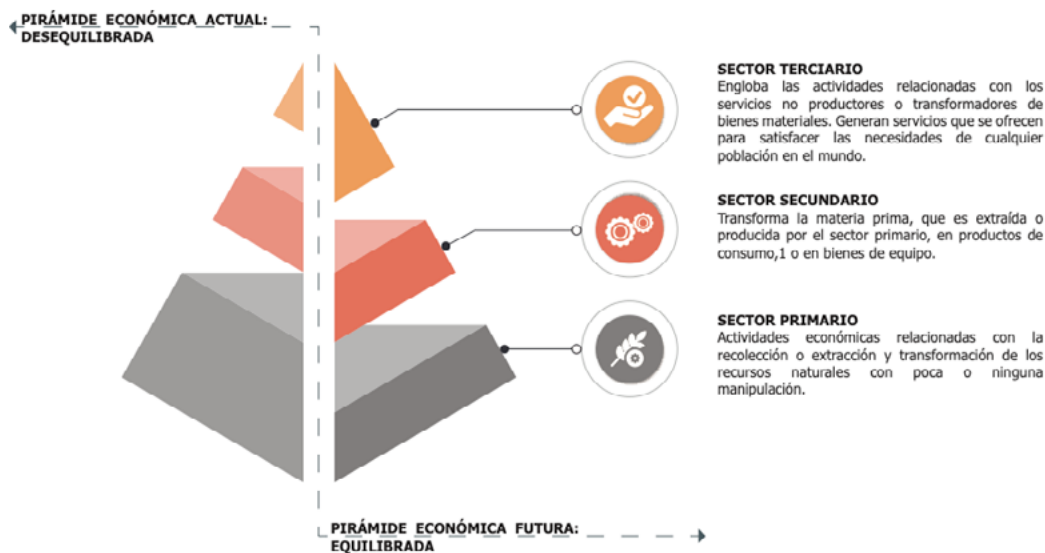 PIRÁMIDE ECONÓMICA ACTUAL:
DESEQUILIBRADA
SECTOR TERCIARIO
Engloba las actividades relacionadas con los
servicios no productores o transformadores de
bienes materiales. Generan servicios que se ofrecen
para satisfacer las necesidades de cualquier
población en el mundo.
SECTOR SECUNDARIO
Transforma la materia prima, que es extraída o
producida por el sector primario, en productos de
consumo,1 o en bienes de equipo.
SECTOR PRIMARIO
Actividades económicas relacionadas con la
recolección o extracción y transformación de los
recursos naturales con poca o ninguna
manipulación.
PIRÁMIDE ECONÓMICA FUTURA:
EQUILIBRADA